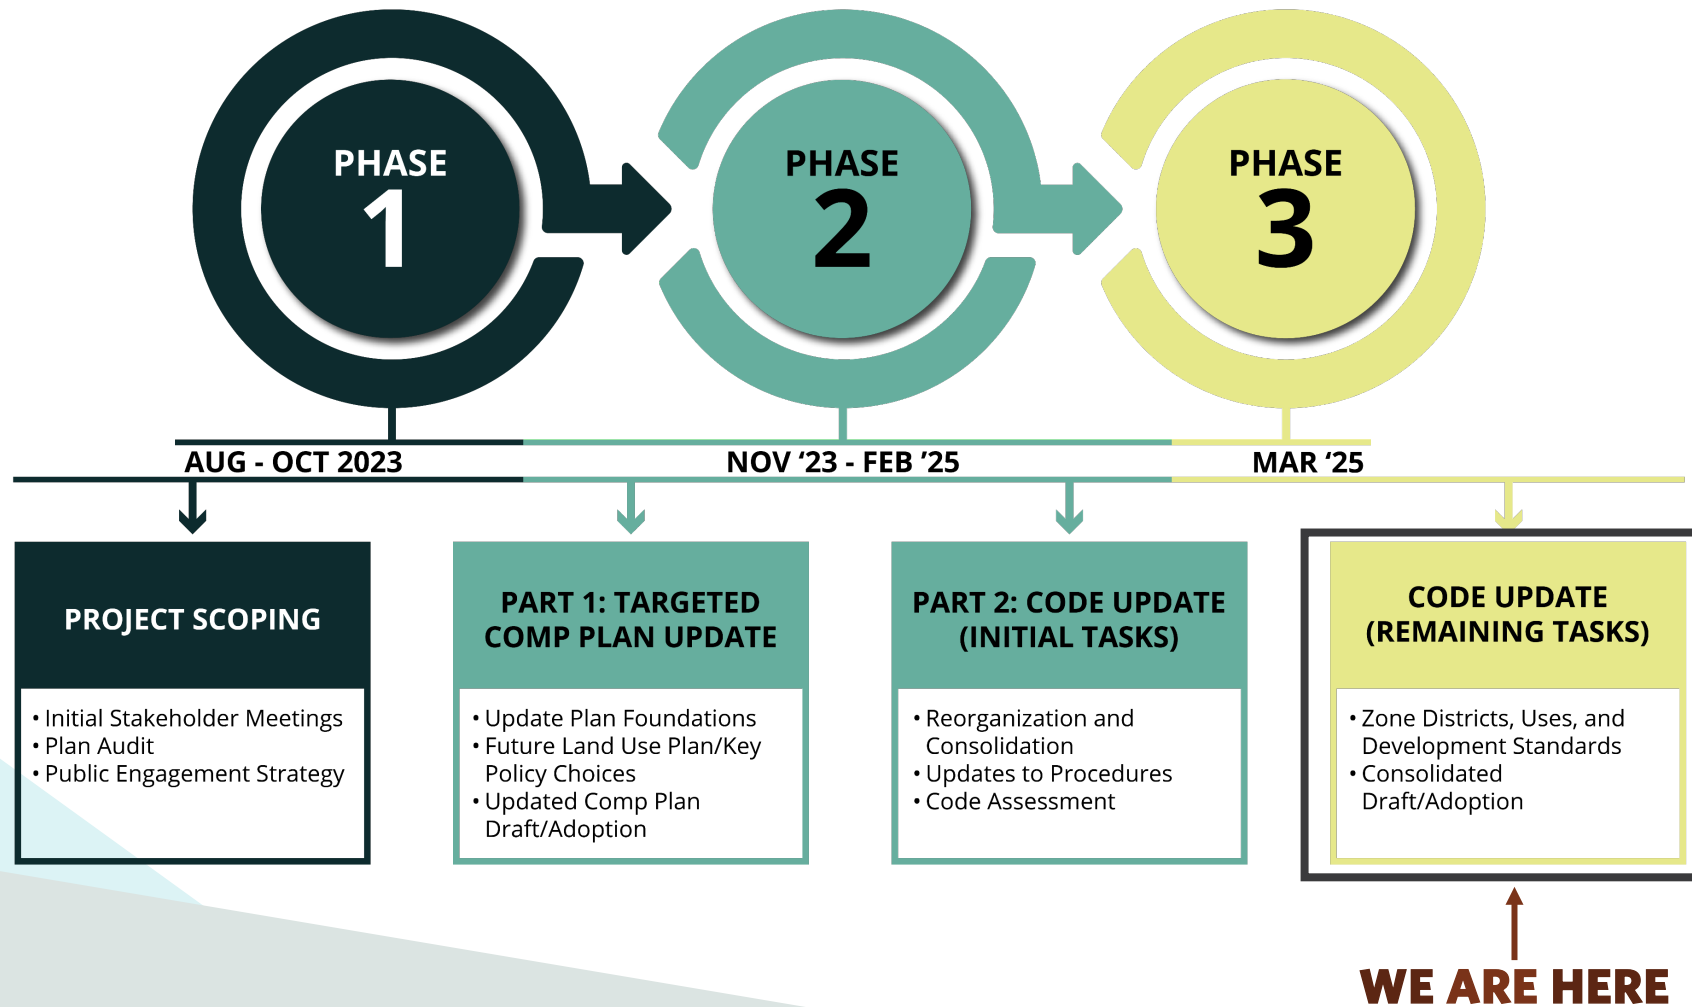 PHASE
1
PHASE
2
PHASE
3
AUG - OCT 2023
NOV ‘23 - FEB ’25
MAR ‘25
PROJECT SCOPING
• Initial Stakeholder Meetings
• Plan Audit
• Public Engagement Strategy
PART 1: TARGETED
COMP PLAN UPDATE
• Update Plan Foundations
• Future Land Use Plan/Key
Policy Choices
• Updated Comp Plan
Draft/Adoption
PART 2: CODE UPDATE
(INITIAL TASKS)
• Reorganization and
Consolidation
• Updates to Procedures
• Code Assessment
CODE UPDATE
(REMAINING TASKS)
• Zone Districts, Uses, and
Development Standards
• Consolidated
Draft/Adoption
WE ARE HERE